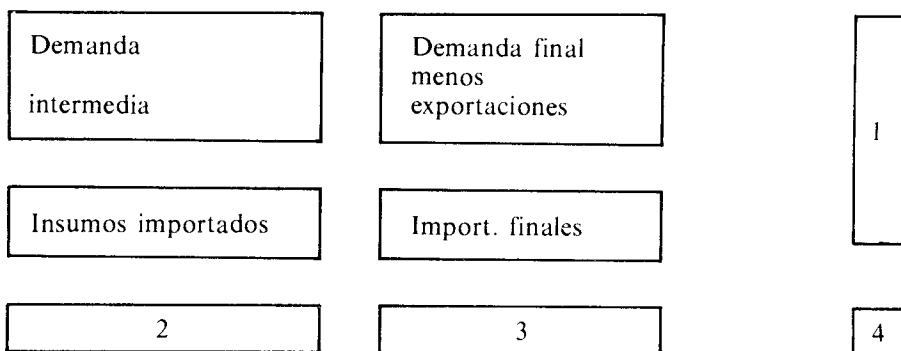 Demanda
intermedia
Demanda final
menos
exportaciones
1
Insumos importados
Import. finales
2
3
4